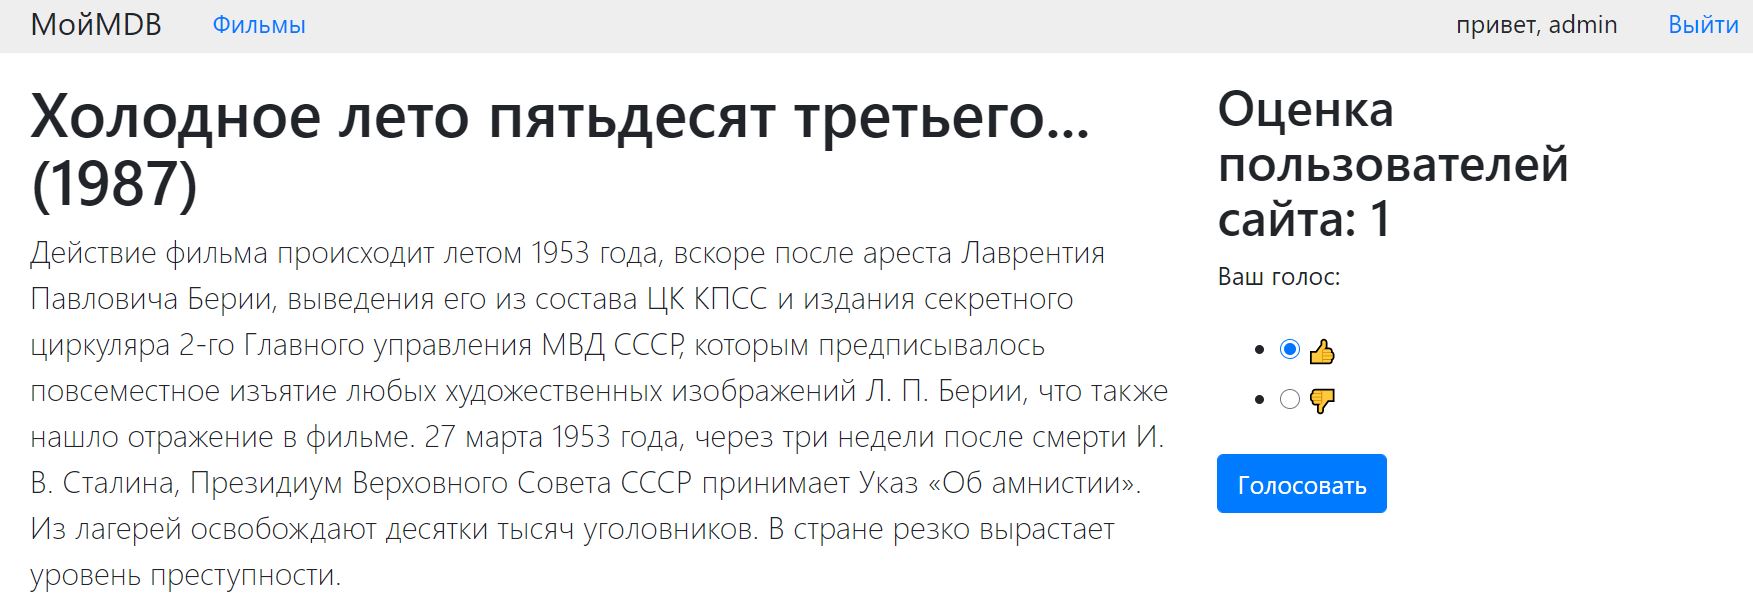 МойMDB Фильмы привет, admin Выйти
Холодное лето пятьдесят третьего...
(1987)
Действие фильма происходит летом 1953 года, вскоре после ареста Лаврентия
Павловича Берии, выведения его из состава ЦК КПСС и издания секретного
циркуляра 2-го Главного управления МВД СССР, которым предписывалось
повсеместное изъятие любых художественных изображений Л. П. Берии, что также
нашло отражение в фильме. 27 марта 1953 года, через три недели после смерти И.
В. Сталина, Президиум Верховного Совета СССР принимает Указ «Об амнистии».
Из лагерей освобождают десятки тысяч уголовников. В стране резко вырастает
уровень преступности.
Оценка
пользователей
сайта: 1
Ваш голос:
👍
👎
Голосовать